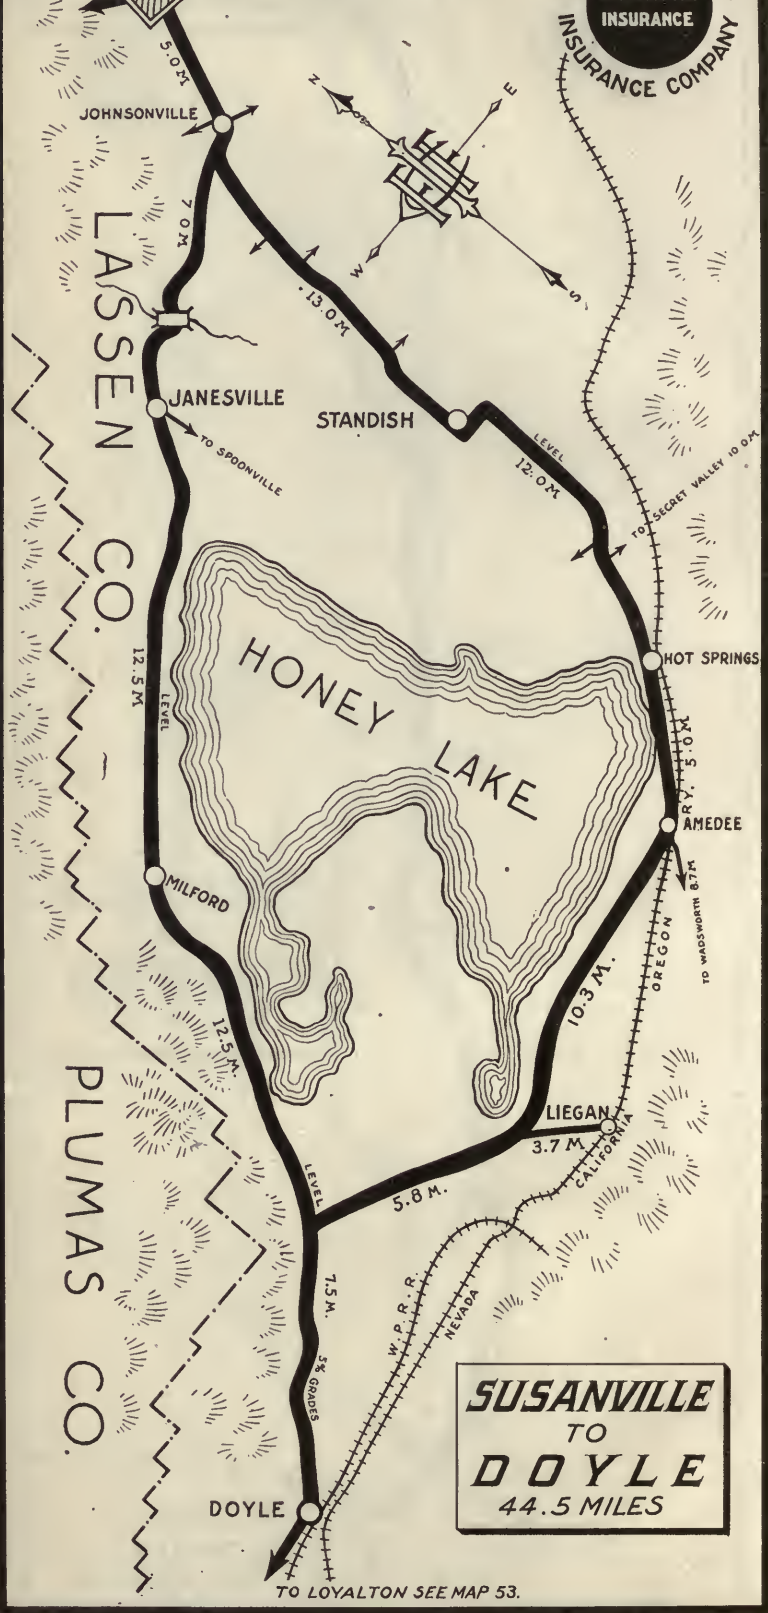 INSURANCE
INSURANCE COMPANY
5.0 M
JOHNSONVILLE
N
E
W
S
7.0 M
13.0 M
LASSEN CO.
JANESVILLE
TO SPOONVILLE
STANDISH
LEVEL
12.0 M
TO SECRET VALLEY 10.0 M
HOT SPRINGS
HONEY LAKE
12.5 M
LEVEL
RY. 5.0 M
AMEDEE
TO WADSWORTH 8.7 M
MILFORD
OREGON
10.3 M.
12.5 M.
PLUMAS CO.
LIEGAN
3.7 M
CALIFORNIA
LEVEL
5.8 M.
7.5 M.
W. P. R. R.
NEVADA
5% GRADES
SUSANVILLE
TO
DOYLE
44.5 MILES
DOYLE
TO LOYALTON SEE MAP 53.